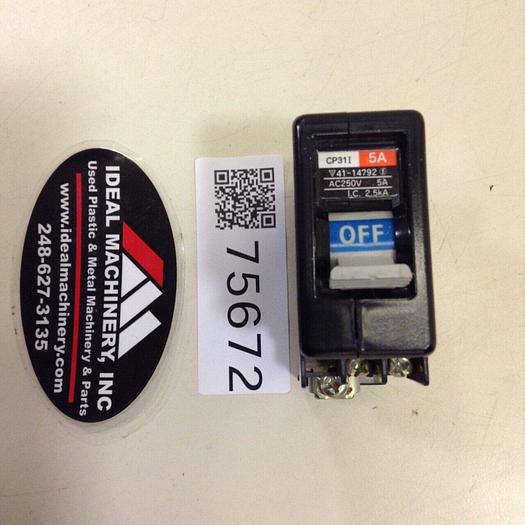 IDEAL MACHINERY, INC
Used Plastic & Metal Machinery & Parts
www.idealmachinery.com
248-627-3135
75672
CP31I 5A
▽41-14792
AC250V 5A
I.C. 2.5kA
OFF